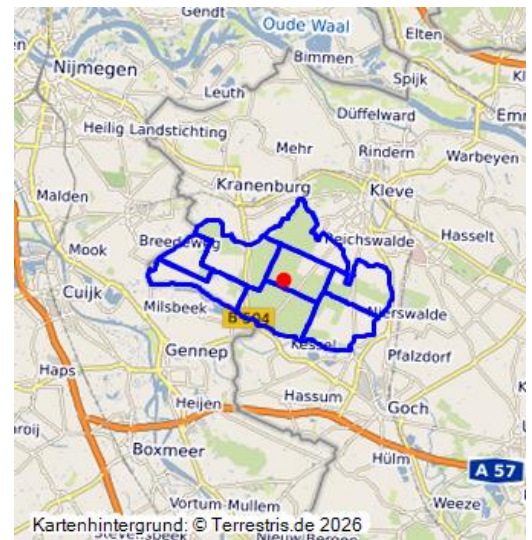 Gendt
Elten
Oude Waal
Nijmegen
Bimmen
Leuth
Spijk
Düffelward
Heilig Landstichting
Mehr
Rindern
Warbeyen
Kranenburg
Malden
Kleve
Mook
Breedeweg
Reichswalde
Hasselt
Cuijk
Milsbeek
B 504
Nierswalde
Gennep
Kessel
Pfalzdorf
Haps
Heijen
Hassum
Goch
Boxmeer
Hülm
A 57
Vortum-Mullem
Weeze
Kartenhintergrund: © Terrestris.de 2026